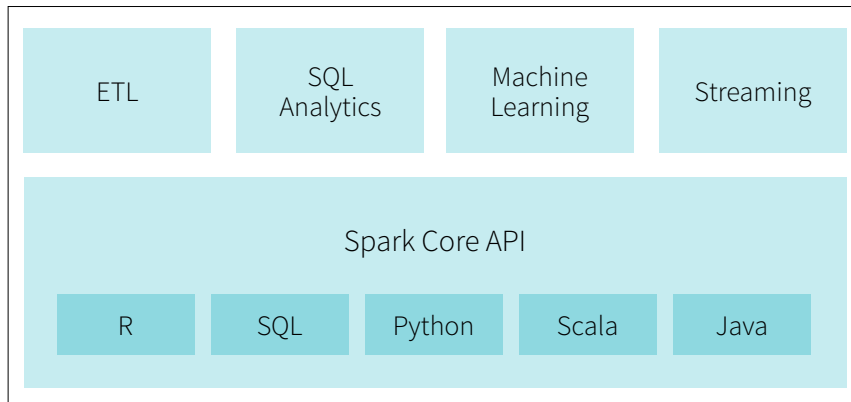 ETL
SQL
Analytics
Machine
Learning
Streaming
Spark Core API
R
SQL
Python
Scala
Java